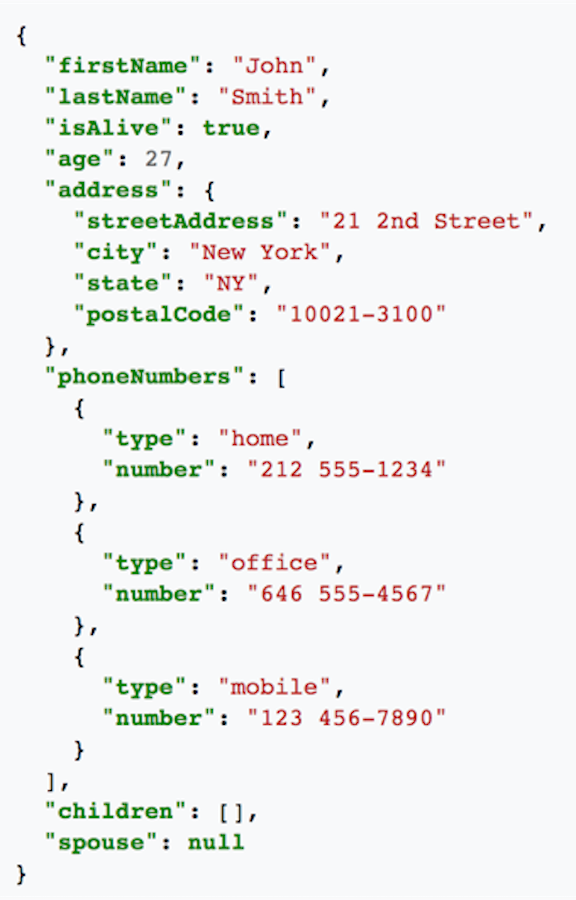 {
  "firstName": "John",
  "lastName": "Smith",
  "isAlive": true,
  "age": 27,
  "address": {
    "streetAddress": "21 2nd Street",
    "city": "New York",
    "state": "NY",
    "postalCode": "10021-3100"
  },
  "phoneNumbers": [
    {
      "type": "home",
      "number": "212 555-1234"
    },
    {
      "type": "office",
      "number": "646 555-4567"
    },
    {
      "type": "mobile",
      "number": "123 456-7890"
    }
  ],
  "children": [],
  "spouse": null
}